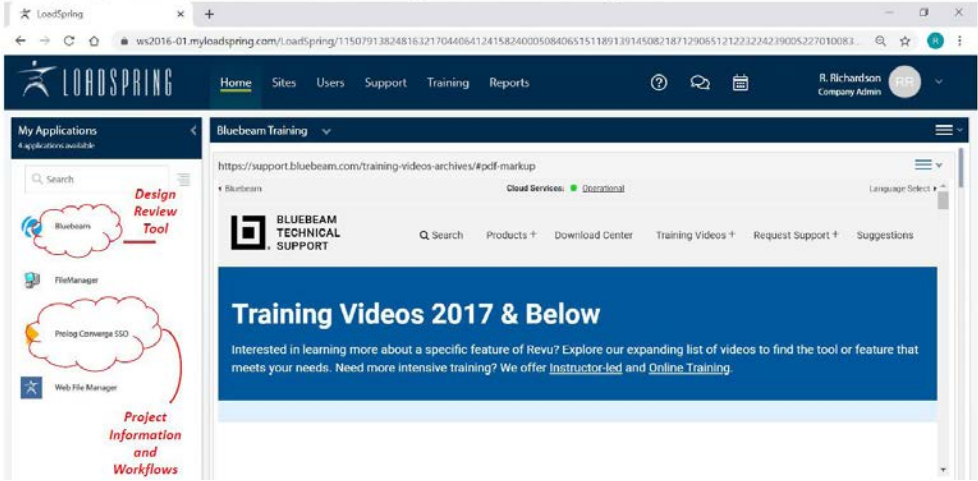 LoadSpring
ws2016-01.myloadspring.com/LoadSpring/
LOADSPRING
Home Sites Users Support Training Reports
R. Richardson
Company Admin
RR
R
My Applications
4 applications available
Bluebeam Training
Search
Design
Review
Tool
Bluebeam
FileManager
Prolog Converge SSO
Web File Manager
Project
Information
and
Workflows
https://support.bluebeam.com/training-videos-archives/#pdf-markup
Bluebeam
Cloud Services: Operational
Language Select
BLUEBEAM
TECHNICAL
SUPPORT
Search Products + Download Center Training Videos + Request Support + Suggestions
Training Videos 2017 & Below
Interested in learning more about a specific feature of Revu? Explore our expanding list of videos to find the tool or feature that
meets your needs. Need more intensive training? We offer Instructor-led and Online Training.